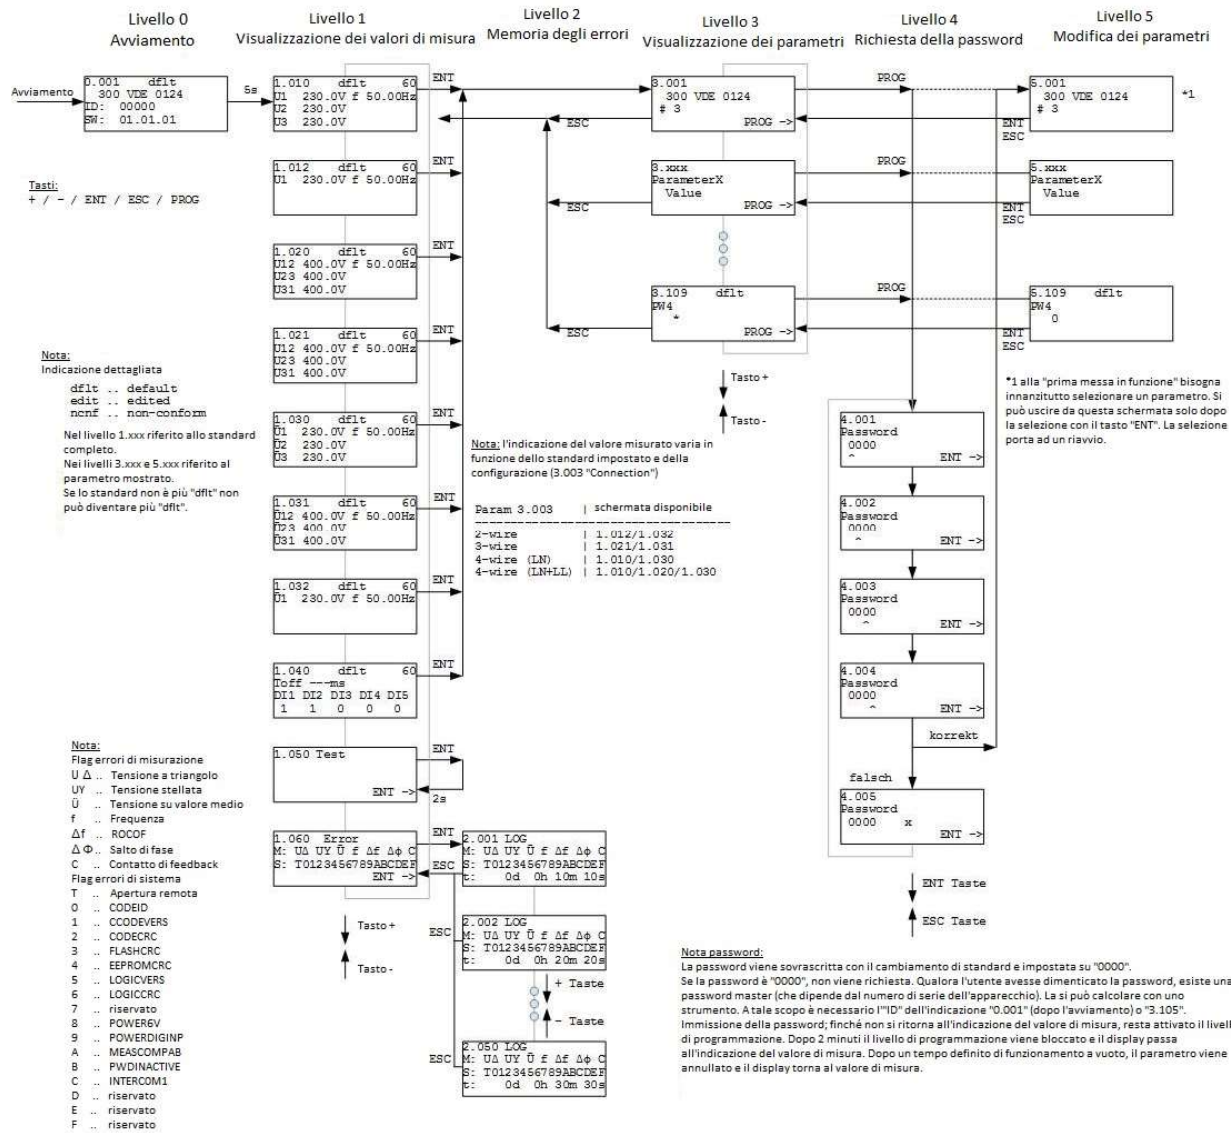 Livello 0
Avviamento
Livello 1
Visualizzazione dei valori di misura
Livello 2
Memoria degli errori
Livello 3
Visualizzazione dei parametri
Livello 4
Richiesta della password
Livello 5
Modifica dei parametri
Avviamento
0.001 dflt
300 VDE 0124
ID: 00000
SW: 01.01.01
5s
1.010 dflt 60
U1 230.0V f 50.00Hz
U2 230.0V
U3 230.0V
ENT
ESC
3.001
300 VDE 0124
# 3
PROG ->
PROG
5.001
300 VDE 0124
# 3
*1
ENT
ESC
Tasti:
+ / - / ENT / ESC / PROG
1.012 dflt 60
U1 230.0V f 50.00Hz
ENT
ESC
3.xxx
ParameterX
Value
PROG ->
PROG
5.xxx
ParameterX
Value
ENT
ESC
1.020 dflt 60
U12 400.0V f 50.00Hz
U23 400.0V
U31 400.0V
ENT
1.021 dflt 60
U12 400.0V f 50.00Hz
U23 400.0V
U31 400.0V
ENT
ESC
3.109 dflt
PW4
*
PROG ->
PROG
5.109 dflt
PW4
0
ENT
ESC
Nota:
Indicazione dettagliata
dflt .. default
edit .. edited
ncnf .. non-conform
Nel livello 1.xxx riferito allo standard
completo.
Nei livelli 3.xxx e 5.xxx riferito al
parametro mostrato.
Se lo standard non è più "dflt" non
può diventare più "dflt".
Tasto +
Tasto -
*1 alla "prima messa in funzione" bisogna
innanzitutto selezionare un parametro. Si
può uscire da questa schermata solo dopo
la selezione con il tasto "ENT". La selezione
porta ad un riavvio.
1.030 dflt 60
Ū1 230.0V f 50.00Hz
Ū2 230.0V
Ū3 230.0V
ENT
Nota: l'indicazione del valore misurato varia in
funzione dello standard impostato e della
configurazione (3.003 "Connection")
Param 3.003 | schermata disponibile
2-wire | 1.012/1.032
3-wire | 1.021/1.031
4-wire (LN) | 1.010/1.030
4-wire (LN+LL) | 1.010/1.020/1.030
1.031 dflt 60
Ū12 400.0V f 50.00Hz
Ū23 400.0V
Ū31 400.0V
ENT
1.032 dflt 60
Ū1 230.0V f 50.00Hz
ENT
1.040 dflt 60
Toff ---ms
DI1 DI2 DI3 DI4 DI5
1 1 0 0 0
ENT
4.001
Password
0000
^
ENT ->
4.002
Password
0000
^
ENT ->
4.003
Password
0000
^
ENT ->
4.004
Password
0000
^
ENT ->
korrekt
falsch
4.005
Password
0000 x
ENT ->
ENT Taste
ESC Taste
1.050 Test
ENT ->
ENT
2s
1.060 Error
M: UΔ UY Ū f Δf Δϕ C
S: T0123456789ABCDEF
ENT ->
ENT
ESC
2.001 LOG
M: UΔ UY Ū f Δf Δϕ C
S: T0123456789ABCDEF
t: 0d 0h 10m 10s
Tasto +
Tasto -
ESC
2.002 LOG
M: UΔ UY Ū f Δf Δϕ C
S: T0123456789ABCDEF
t: 0d 0h 20m 20s
+ Taste
- Taste
ESC
2.050 LOG
M: UΔ UY Ū f Δf Δϕ C
S: T0123456789ABCDEF
t: 0d 0h 30m 30s
Nota:
Flag errori di misurazione
U Δ .. Tensione a triangolo
UY .. Tensione stellata
Ū .. Tensione su valore medio
f .. Frequenza
Δf .. ROCOF
Δ Φ .. Salto di fase
C .. Contatto di feedback
Flag errori di sistema
T .. Apertura remota
0 .. CODEID
1 .. CCODEVERS
2 .. CODECRC
3 .. FLASHCRC
4 .. EEPROMCRC
5 .. LOGICVERS
6 .. LOGICCRC
7 .. riservato
8 .. POWER6V
9 .. POWERDIGINP
A .. MEASCOMPAB
B .. PWDINACTIVE
C .. INTERCOM1
D .. riservato
E .. riservato
F .. riservato
Nota password:
La password viene sovrascritta con il cambiamento di standard e impostata su "0000".
Se la password è "0000", non viene richiesta. Qualora l'utente avesse dimenticato la password, esiste una
password master (che dipende dal numero di serie dell'apparecchio). La si può calcolare con uno
strumento. A tale scopo è necessario l'"ID" dell'indicazione "0.001" (dopo l'avviamento) o "3.105".
Immissione della password; finché non si ritorna all'indicazione del valore di misura, resta attivato il livell
di programmazione. Dopo 2 minuti il livello di programmazione viene bloccato e il display passa
all'indicazione del valore di misura. Dopo un tempo definito di funzionamento a vuoto, il parametro viene
annullato e il display torna al valore di misura.